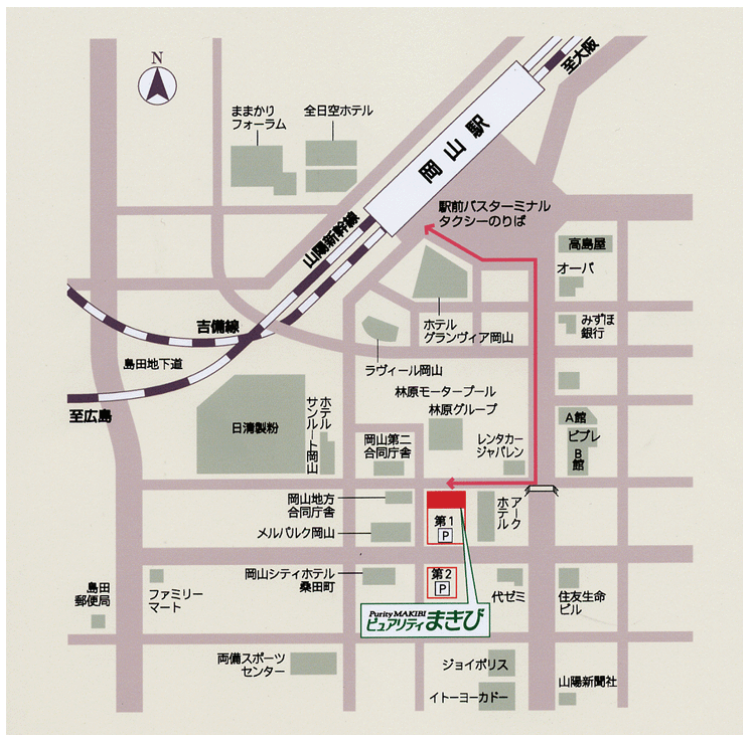 N
至大阪
ままかり
フォーラム
全日空ホテル
岡山駅
駅前バスターミナル
タクシーのりば
山陽新幹線
高島屋
オーパ
吉備線
ホテル
グランヴィア岡山
みずほ
銀行
島田地下道
ラヴィール岡山
至広島
林原モータープール
林原グループ
日清製粉
ホテル
サンルート岡山
岡山第二
合同庁舎
レンタカー
ジャパレン
A館
ビブレ
B
館
岡山地方
合同庁舎
アーク
ホテル
第1
P
メルパルク岡山
島田
郵便局
ファミリー
マート
岡山シティホテル
桑田町
第2
P
代ゼミ
住友生命
ビル
Purity MAKIBI
ピュアリティまきび
両備スポーツ
センター
ジョイポリス
イトーヨーカドー
山陽新聞社